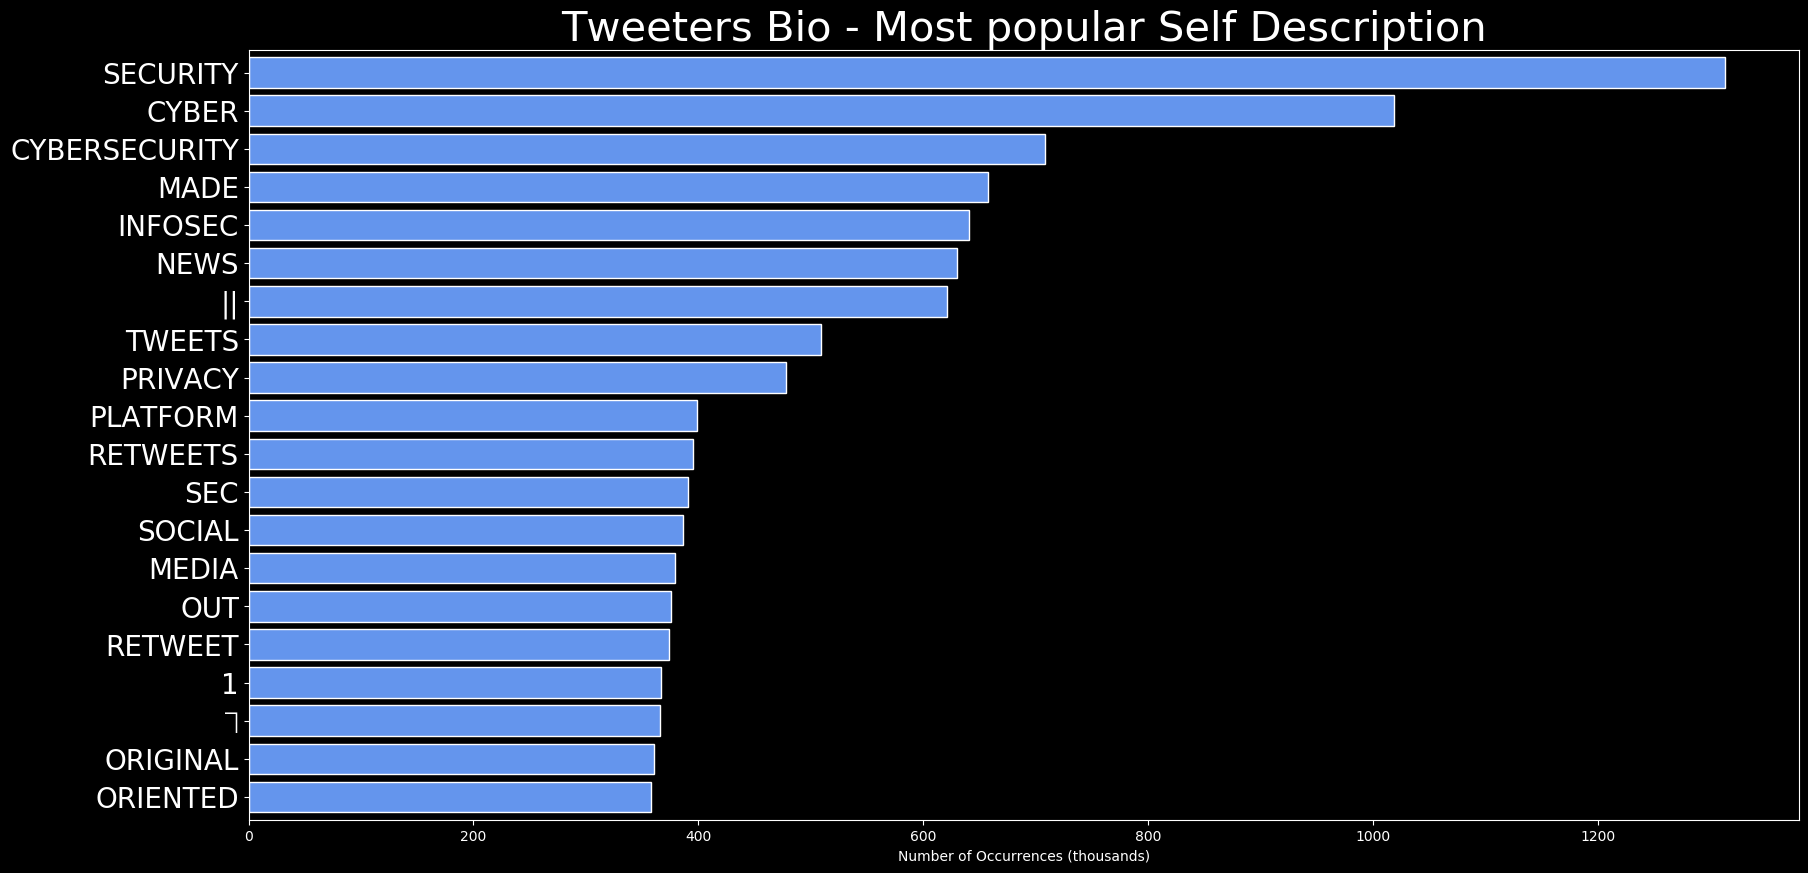 Tweeters Bio - Most popular Self Description
SECURITY
CYBER
CYBERSECURITY
MADE
INFOSEC
NEWS
||
TWEETS
PRIVACY
PLATFORM
RETWEETS
SEC
SOCIAL
MEDIA
OUT
RETWEET
1
┐
ORIGINAL
ORIENTED
0 200 400 600 800 1000 1200
Number of Occurrences (thousands)